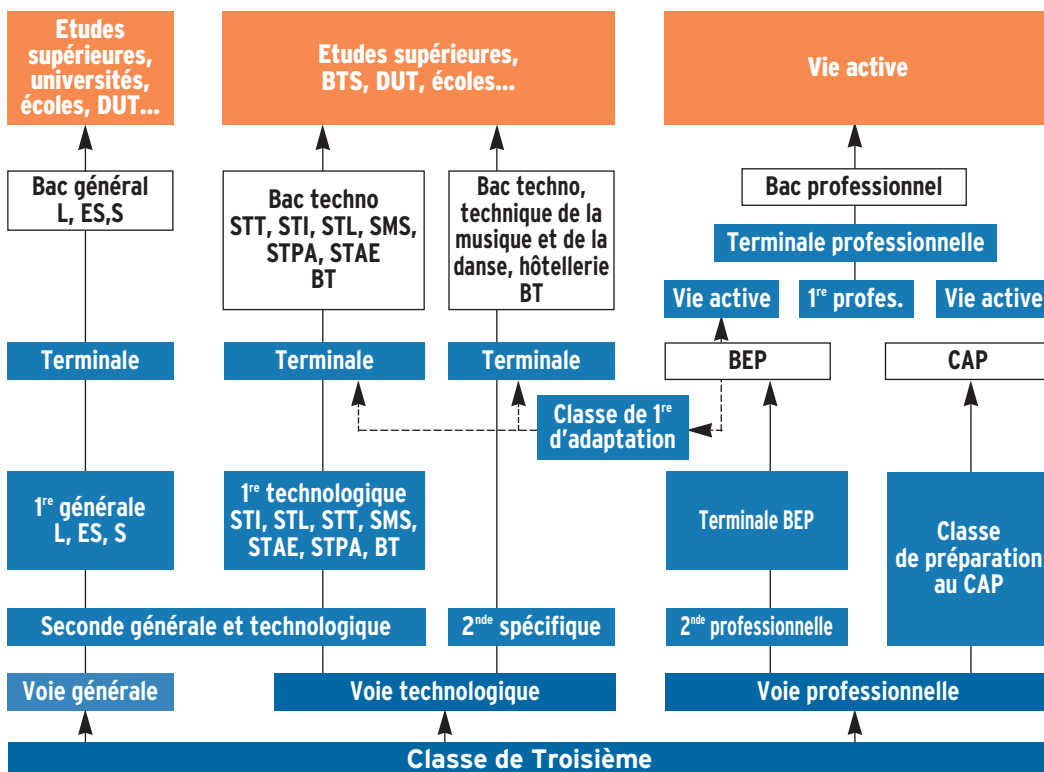 Etudes
supérieures,
universités,
écoles, DUT...
Etudes supérieures,
BTS, DUT, écoles...
Vie active
Bac général
L, ES,S
Bac techno
STT, STI, STL, SMS,
STPA, STAE
BT
Bac techno,
technique de la
musique et de la
danse, hôtellerie
BT
Bac professionnel
Terminale professionnelle
Vie active
1re profes.
Vie active
Terminale
Terminale
Terminale
BEP
CAP
Classe de 1re
d'adaptation
1re générale
L, ES, S
1re technologique
STI, STL, STT, SMS,
STAE, STPA, BT
Terminale BEP
Classe
de préparation
au CAP
Seconde générale et technologique
2nde spécifique
2nde professionnelle
Voie générale
Voie technologique
Voie professionnelle
Classe de Troisième